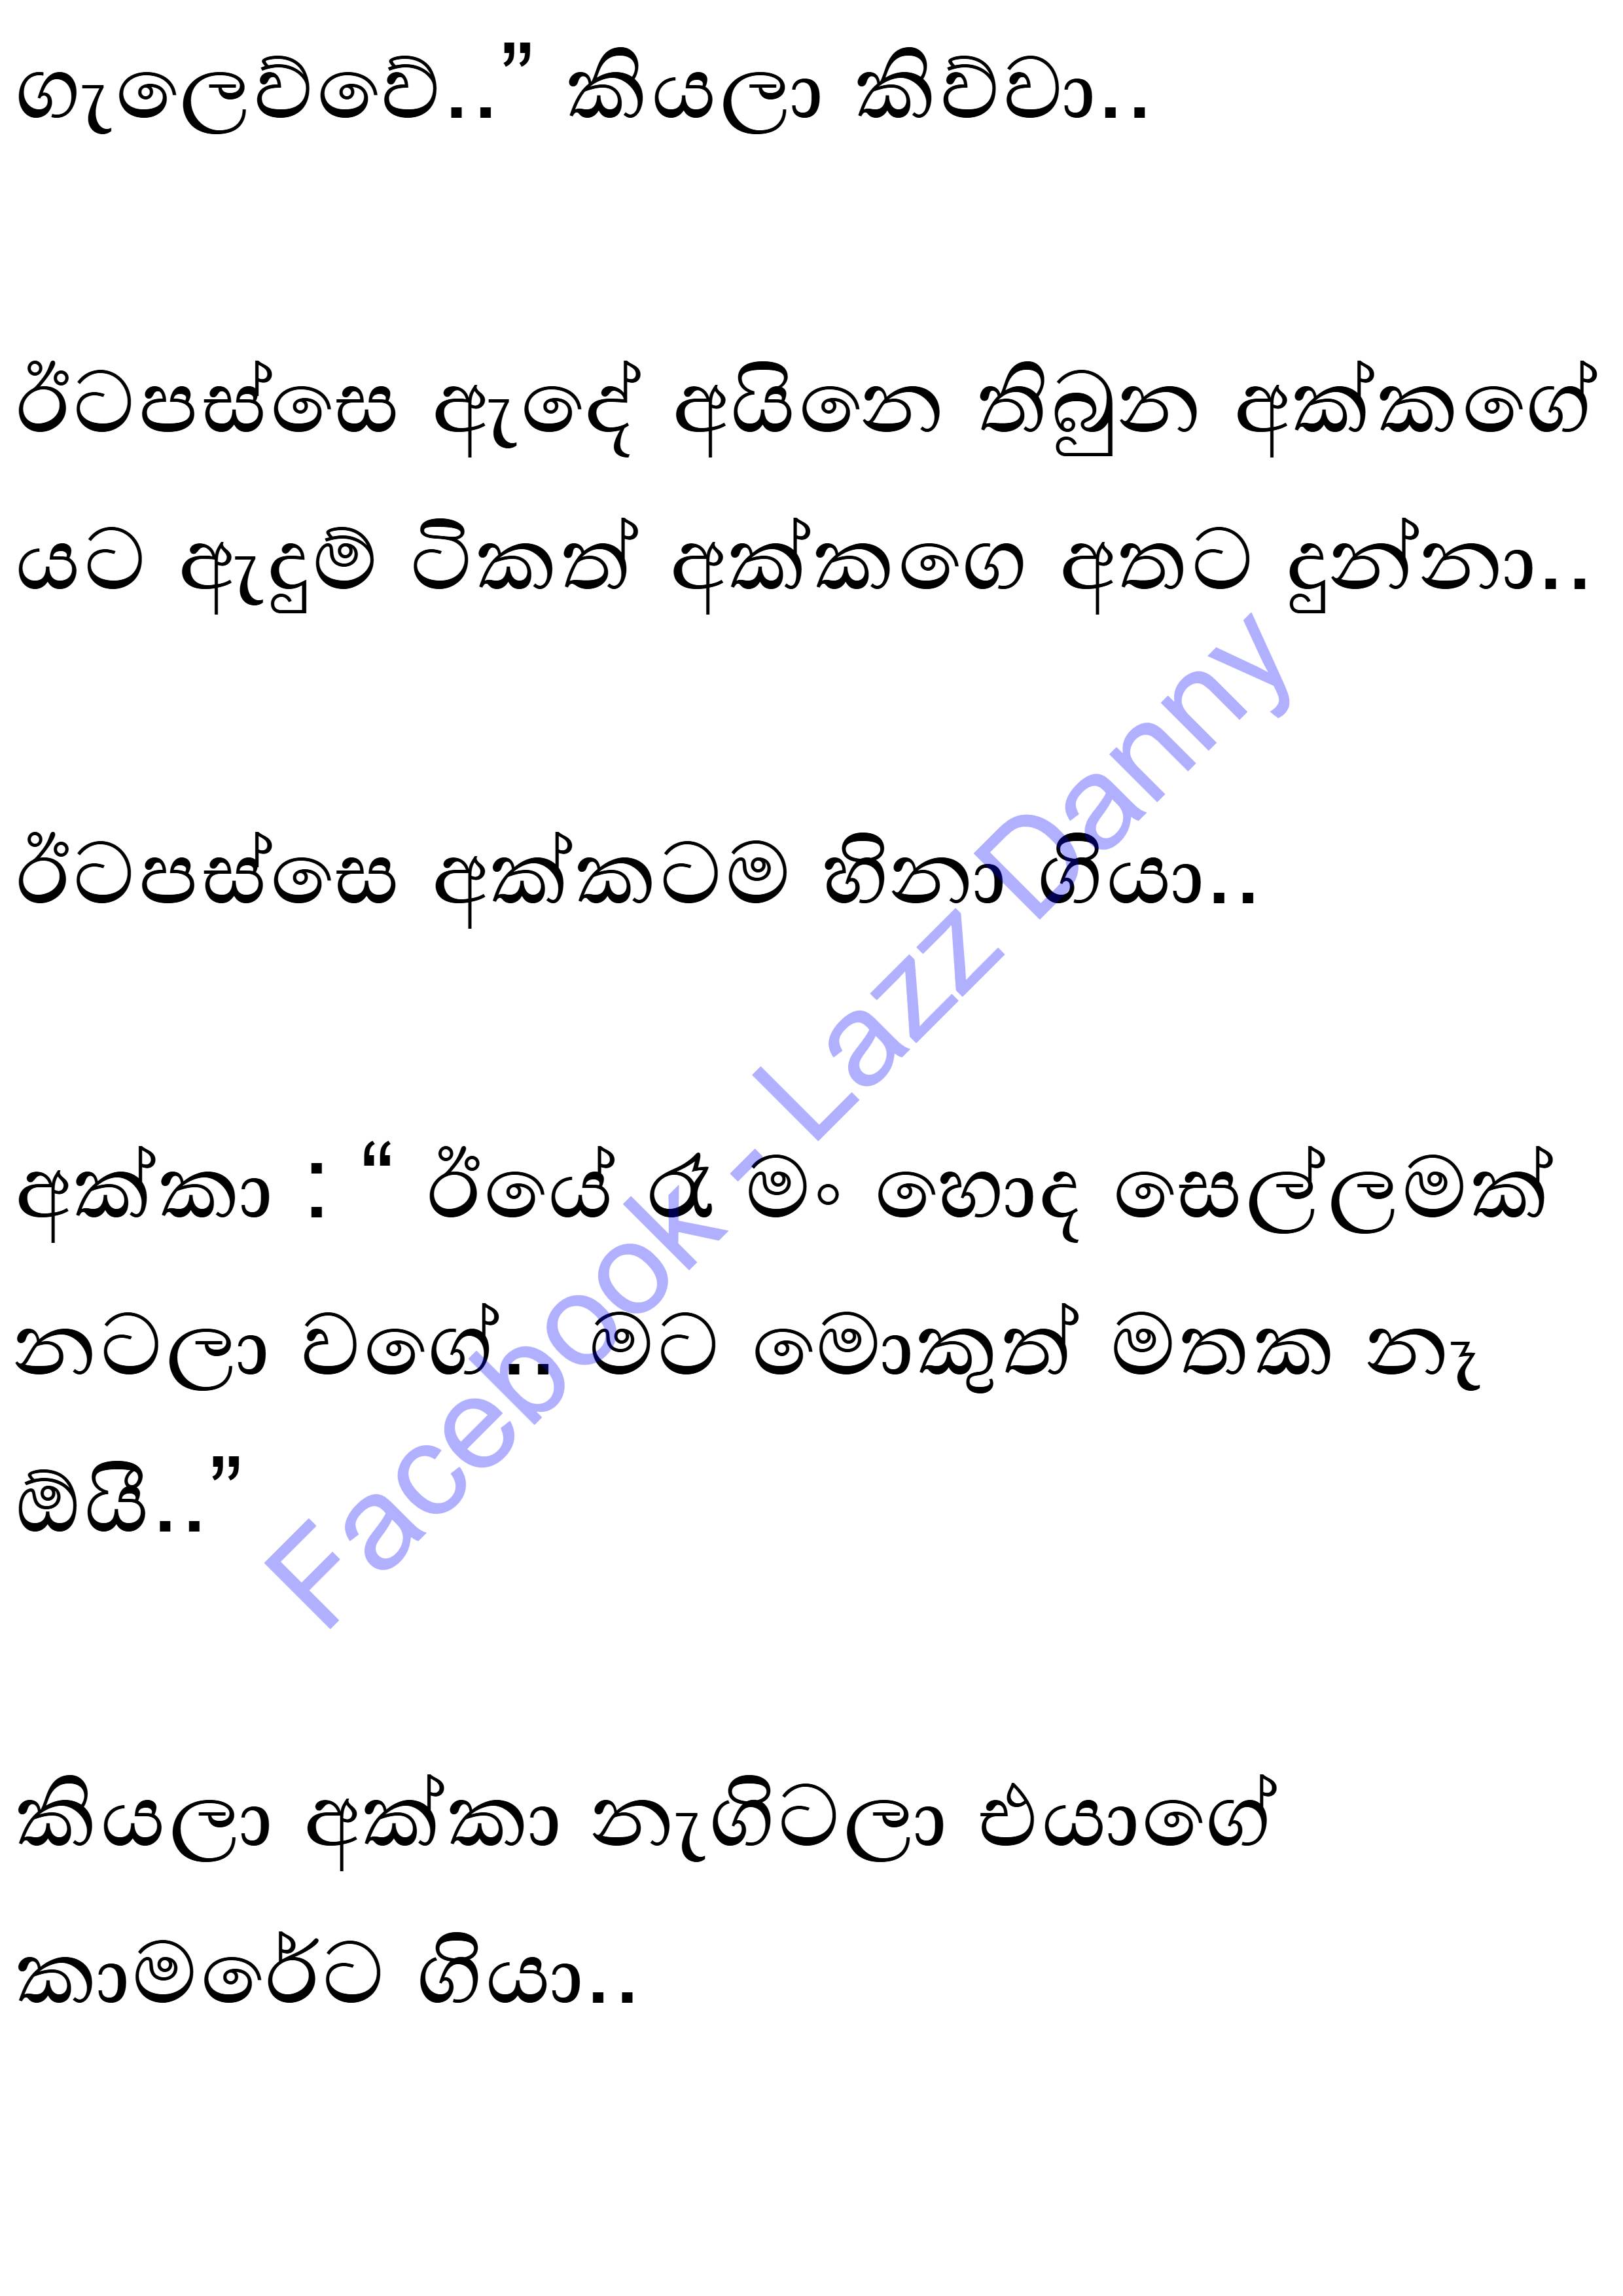 ගැලෙව්වේ..” කියලා කිව්වා..
ඊටපස්සෙ ඇඳේ අයිනෙ තිබුන අක්කගේ
යට ඇඳුම් ටිකත් අක්කගෙ අතට දුන්නා..
ඊටපස්සෙ අක්කටම හිනා ගියා..
අක්කා : “ ඊයේ රෑ මං හොද සෙල්ලමක්
නටලා වගේ.. මට මොකුත් මතක නෑ
ඕයි..”
කියලා අක්කා නැගිටලා එයාගේ
කාමරේට ගියා..
Facebook - Lazz Danny